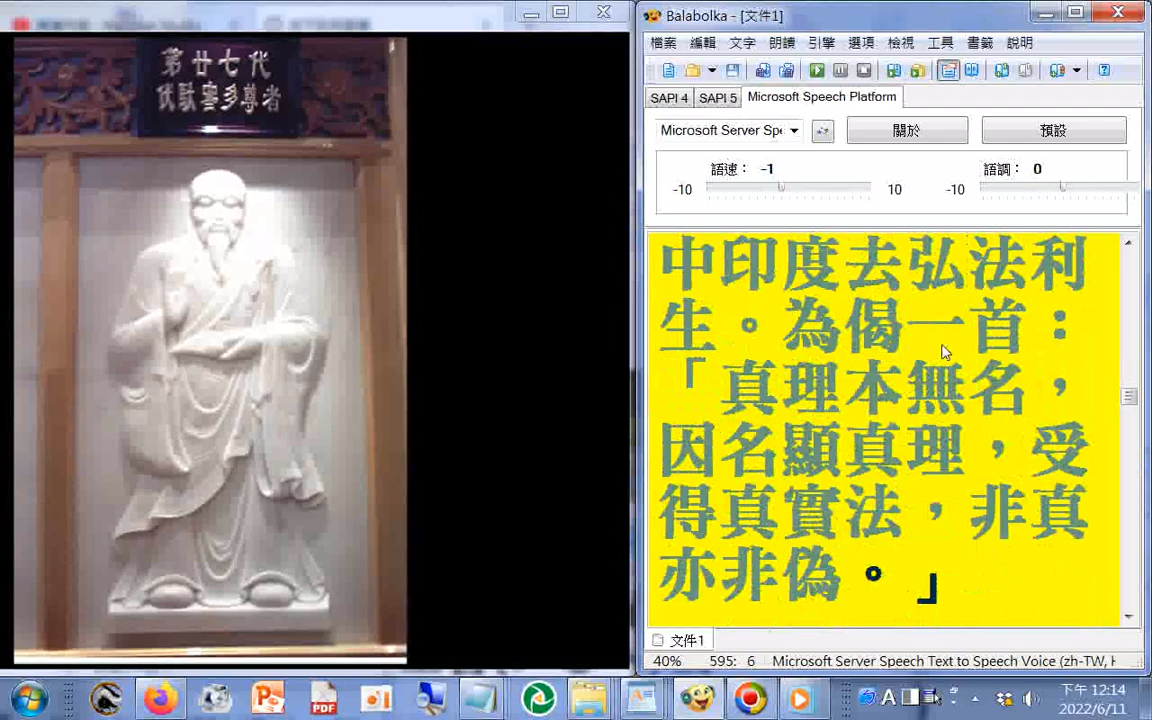 第廿七代
伏馱蜜多尊者
Balabolka - [文件1]
檔案 編輯 文字 朗讀 引擎 選項 檢視 工具 書籤 說明
SAPI 4 SAPI 5 Microsoft Speech Platform
Microsoft Server Spe 關於 預設
語速： -1 語調： 0
-10 10 -10
中印度去弘法利
生。為偈一首：
「真理本無名，
因名顯真理，受
得真實法，非真
亦非偽。」
文件1
40% 595: 6 Microsoft Server Speech Text to Speech Voice (zh-TW, H
下午 12:14
2022/6/11